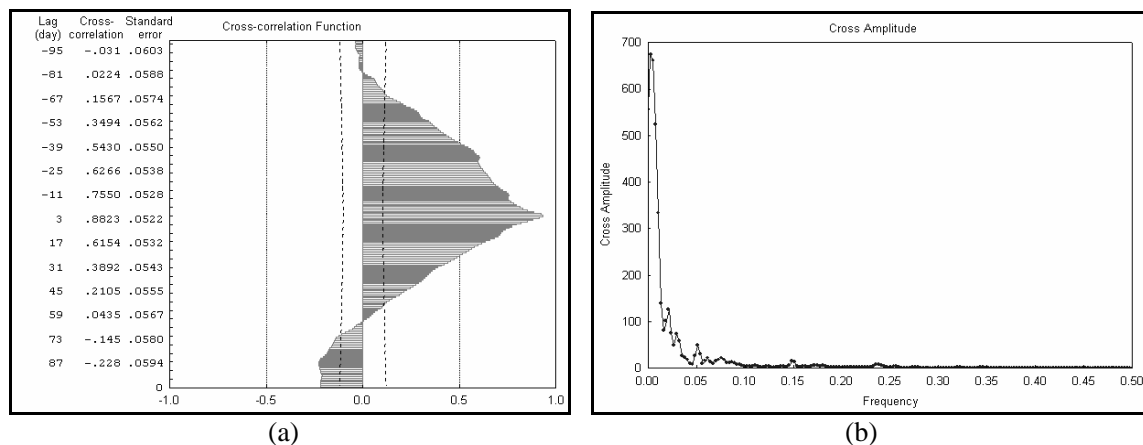 Lag Cross- Standard
(day) correlation error
Cross-correlation Function
-95 -.031 .0603
-81 .0224 .0588
-67 .1567 .0574
-53 .3494 .0562
-39 .5430 .0550
-25 .6266 .0538
-11 .7550 .0528
3 .8823 .0522
17 .6154 .0532
31 .3892 .0543
45 .2105 .0555
59 .0435 .0567
73 -.145 .0580
87 -.228 .0594
0
-1.0 -0.5 0.0 0.5 1.0
(a)
Cross Amplitude
700
600
500
400
300
200
100
0
Cross Amplitude
0.00 0.05 0.10 0.15 0.20 0.25 0.30 0.35 0.40 0.45 0.50
Frequency
(b)